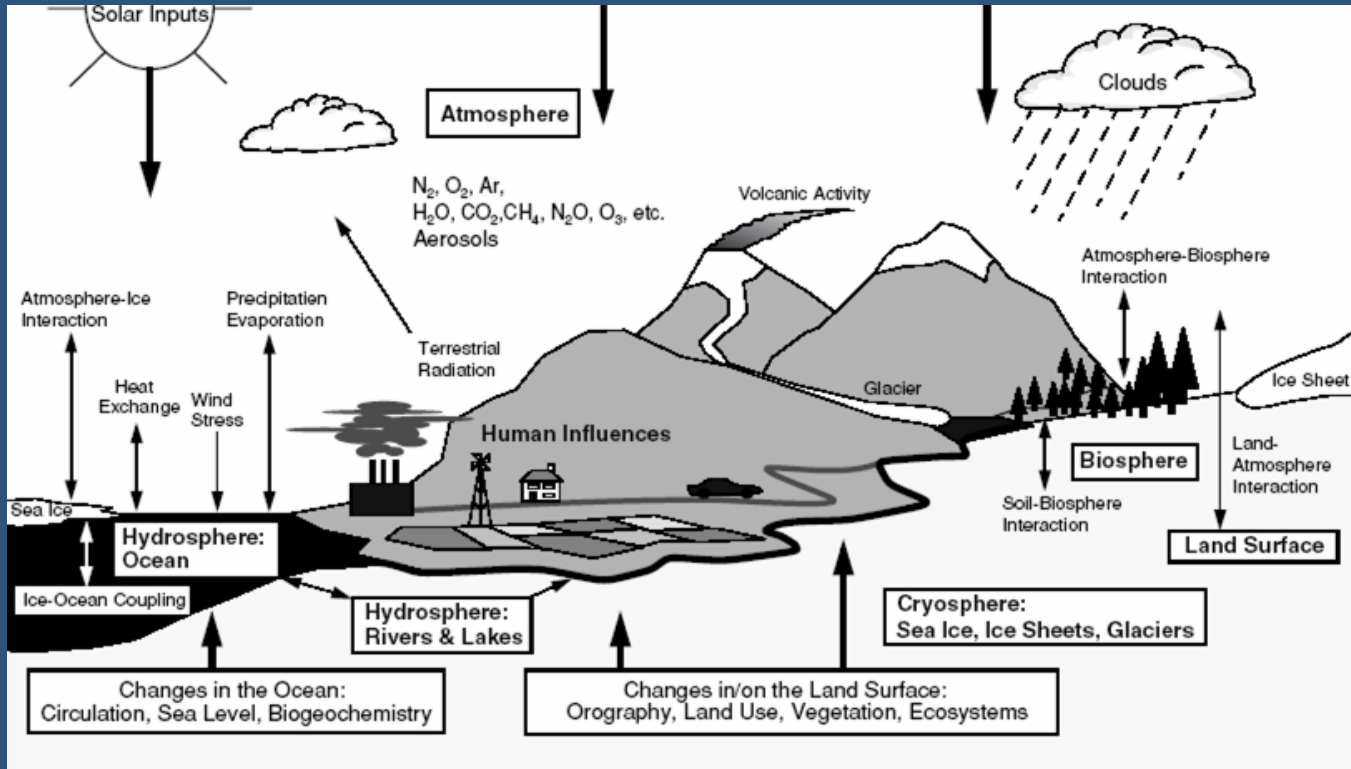 Solar Inputs
Clouds
Atmosphere
N₂, O₂, Ar,
H₂O, CO₂,CH₄, N₂O, O₃, etc.
Aerosols
Volcanic Activity
Atmosphere-Biosphere
Interaction
Atmosphere-Ice
Interaction
Precipitation
Evaporation
Terrestrial
Radiation
Heat
Exchange
Wind
Stress
Glacier
Ice Sheet
Human Influences
Land-
Atmosphere
Interaction
Biosphere
Soil-Biosphere
Interaction
Sea Ice
Hydrosphere:
Ocean
Land Surface
Ice-Ocean Coupling
Hydrosphere:
Rivers & Lakes
Cryosphere:
Sea Ice, Ice Sheets, Glaciers
Changes in the Ocean:
Circulation, Sea Level, Biogeochemistry
Changes in/on the Land Surface:
Orography, Land Use, Vegetation, Ecosystems